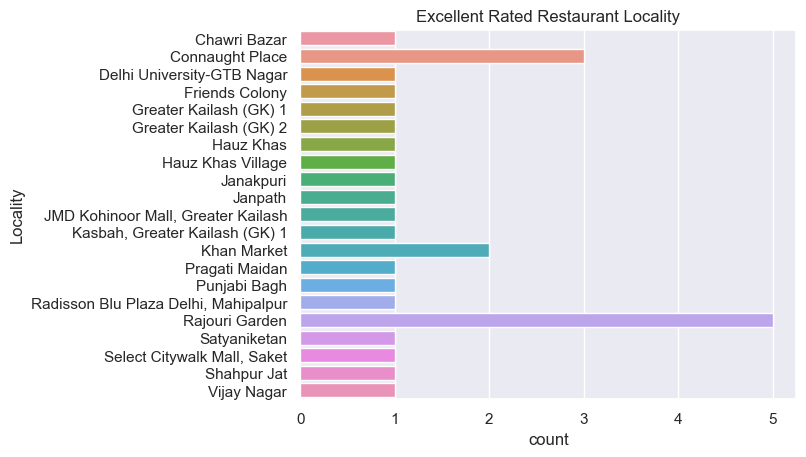 Excellent Rated Restaurant Locality
Locality
Chawri Bazar
Connaught Place
Delhi University-GTB Nagar
Friends Colony
Greater Kailash (GK) 1
Greater Kailash (GK) 2
Hauz Khas
Hauz Khas Village
Janakpuri
Janpath
JMD Kohinoor Mall, Greater Kailash
Kasbah, Greater Kailash (GK) 1
Khan Market
Pragati Maidan
Punjabi Bagh
Radisson Blu Plaza Delhi, Mahipalpur
Rajouri Garden
Satyaniketan
Select Citywalk Mall, Saket
Shahpur Jat
Vijay Nagar
0 1 2 3 4 5
count